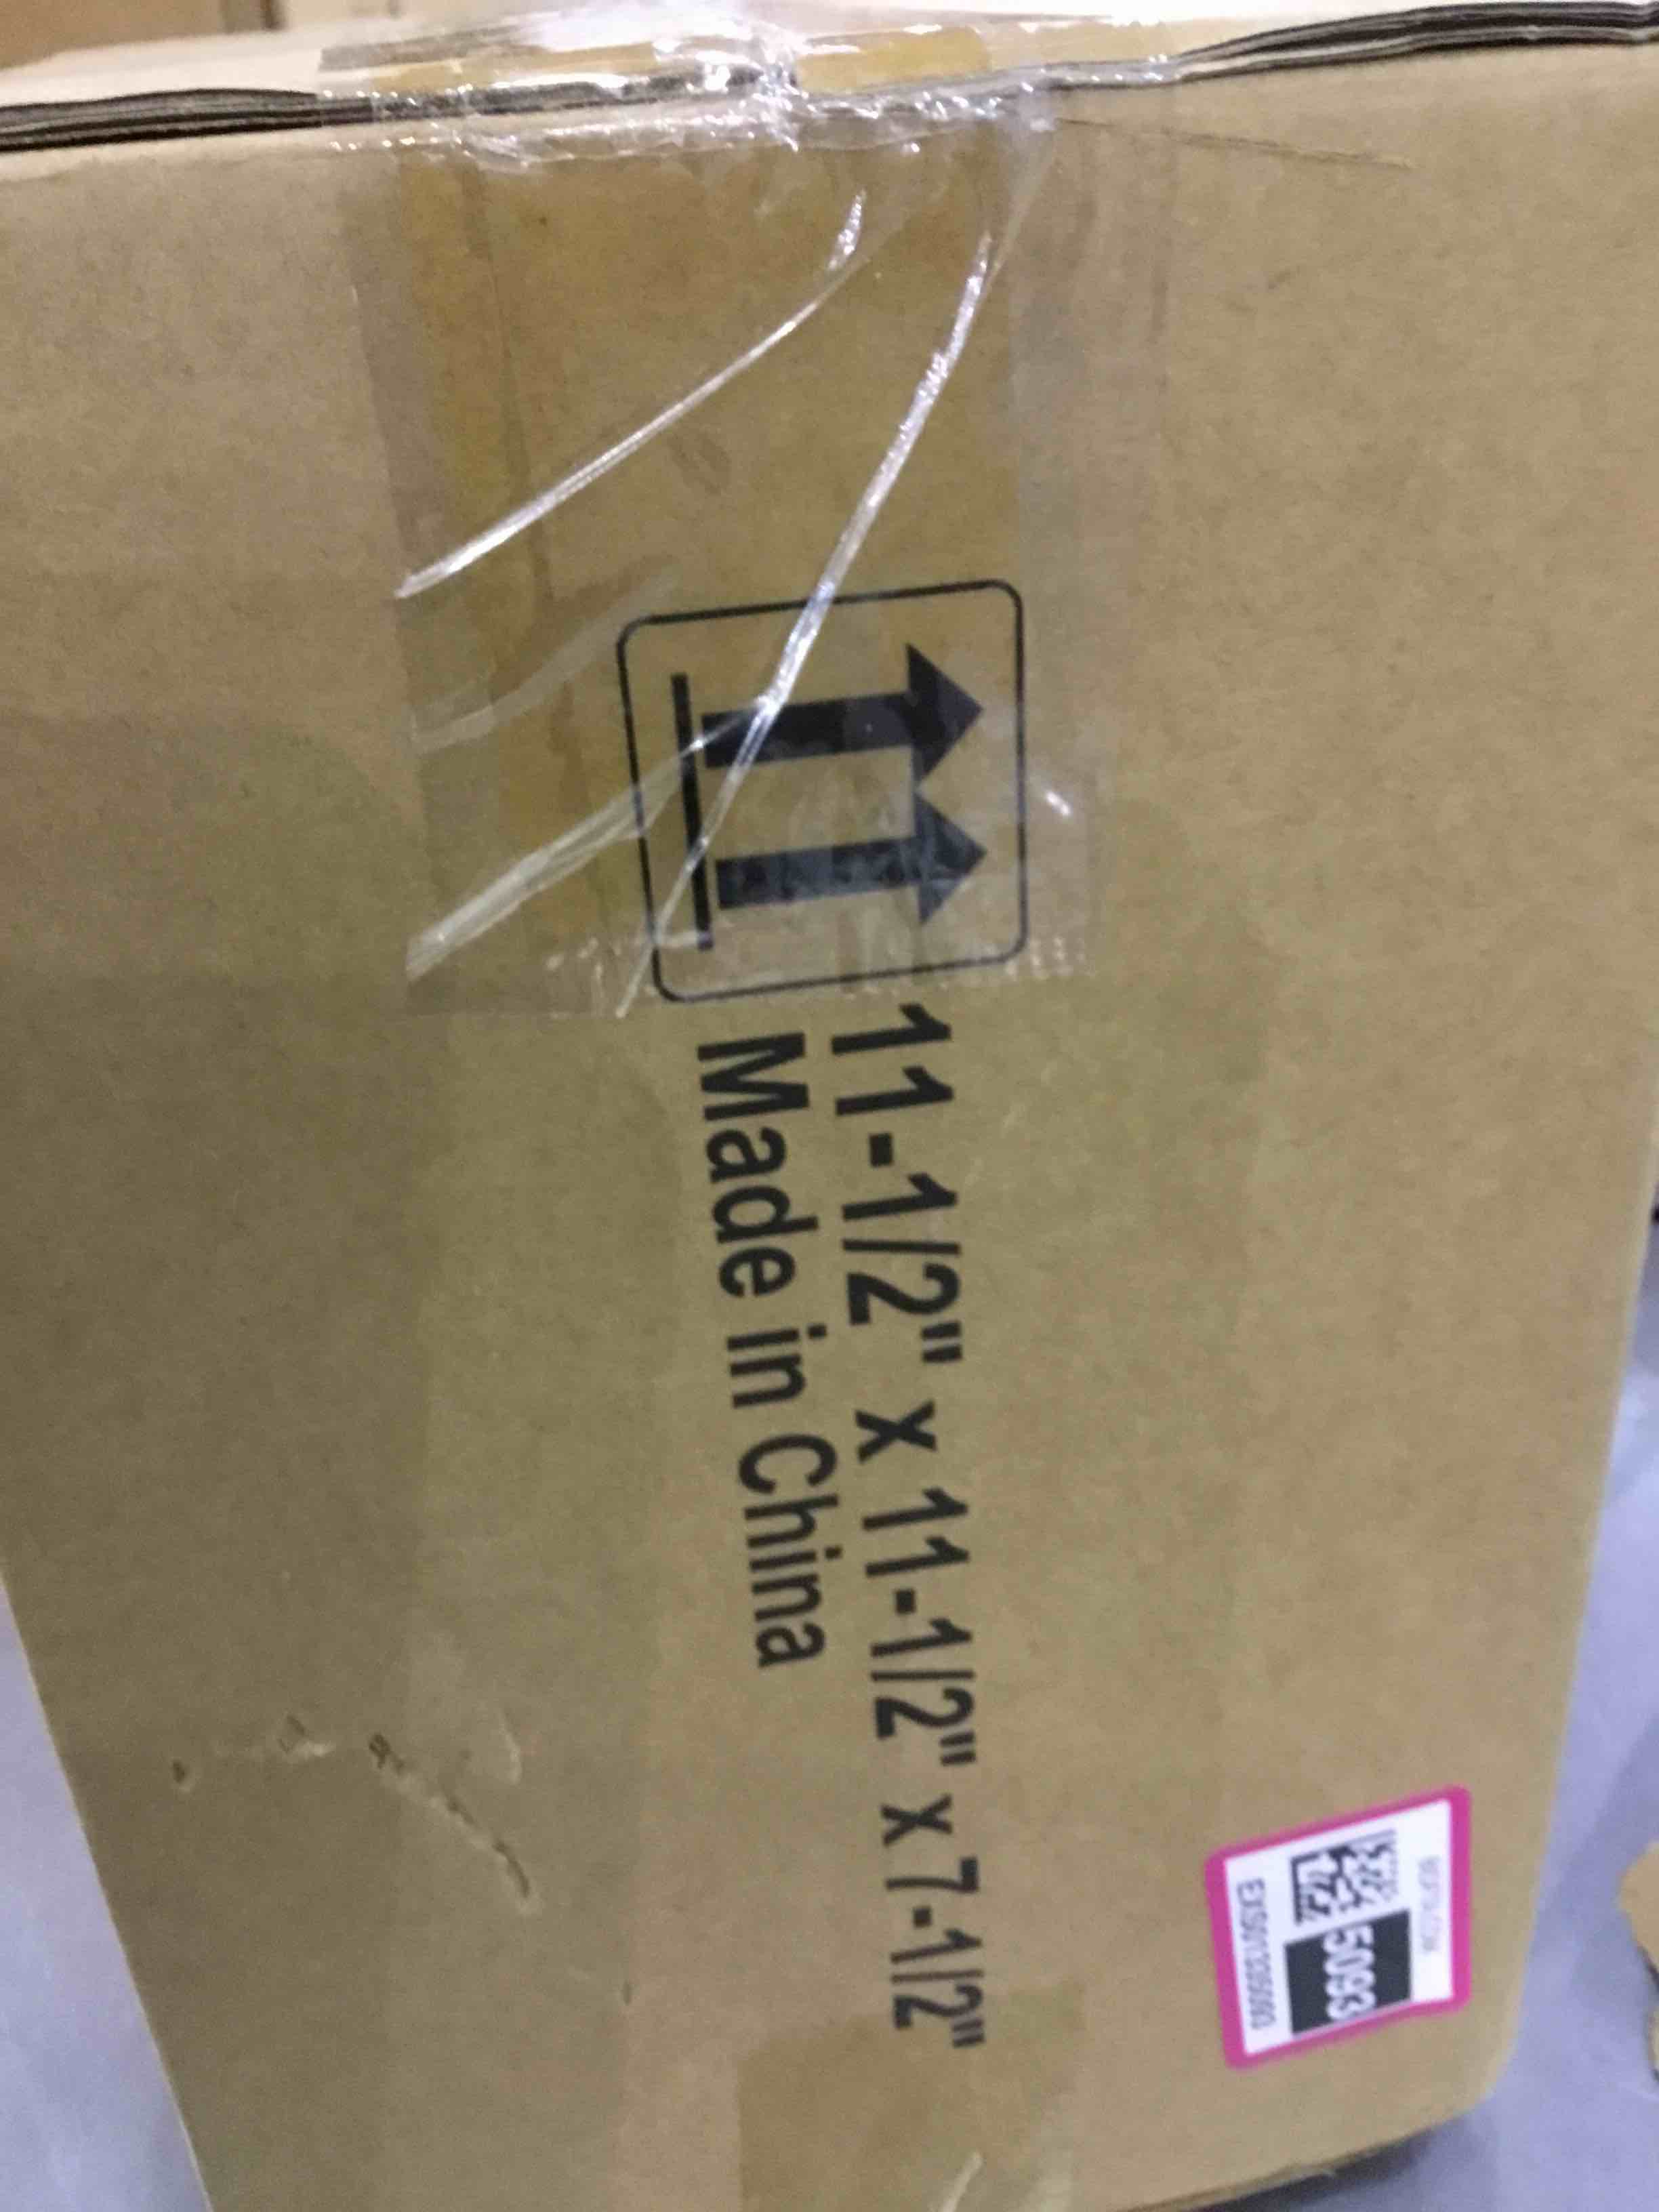 11-1/2" x 11-1/2" x 7-1/2"
Made in China
5093